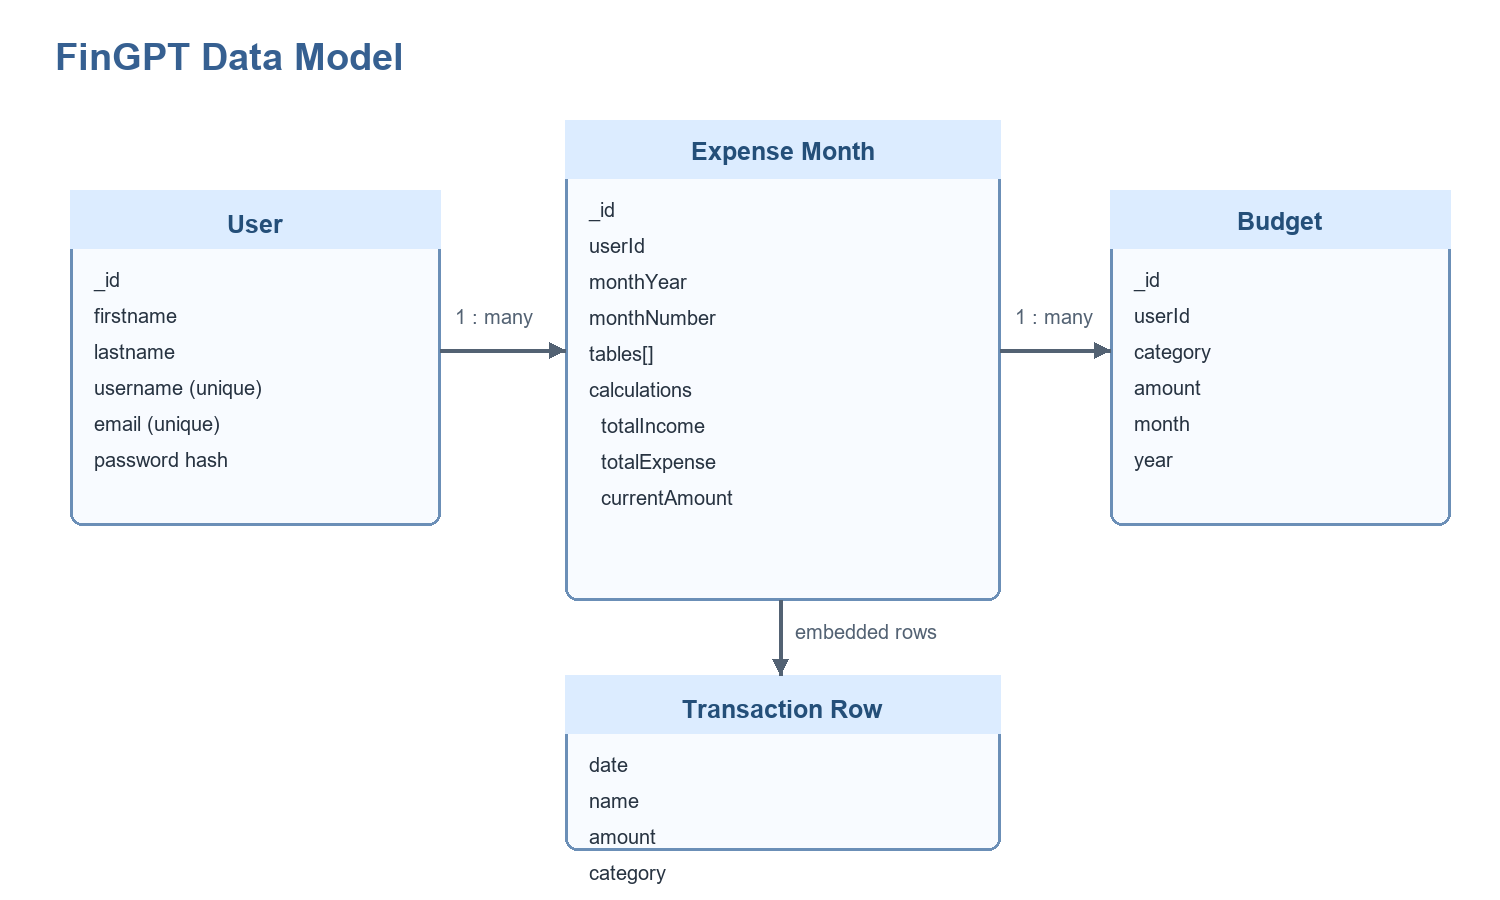 FinGPT Data Model
User
_id
firstname
lastname
username (unique)
email (unique)
password hash
1 : many
Expense Month
_id
userId
monthYear
monthNumber
tables[]
calculations
totalIncome
totalExpense
currentAmount
1 : many
Budget
_id
userId
category
amount
month
year
embedded rows
Transaction Row
date
name
amount
category